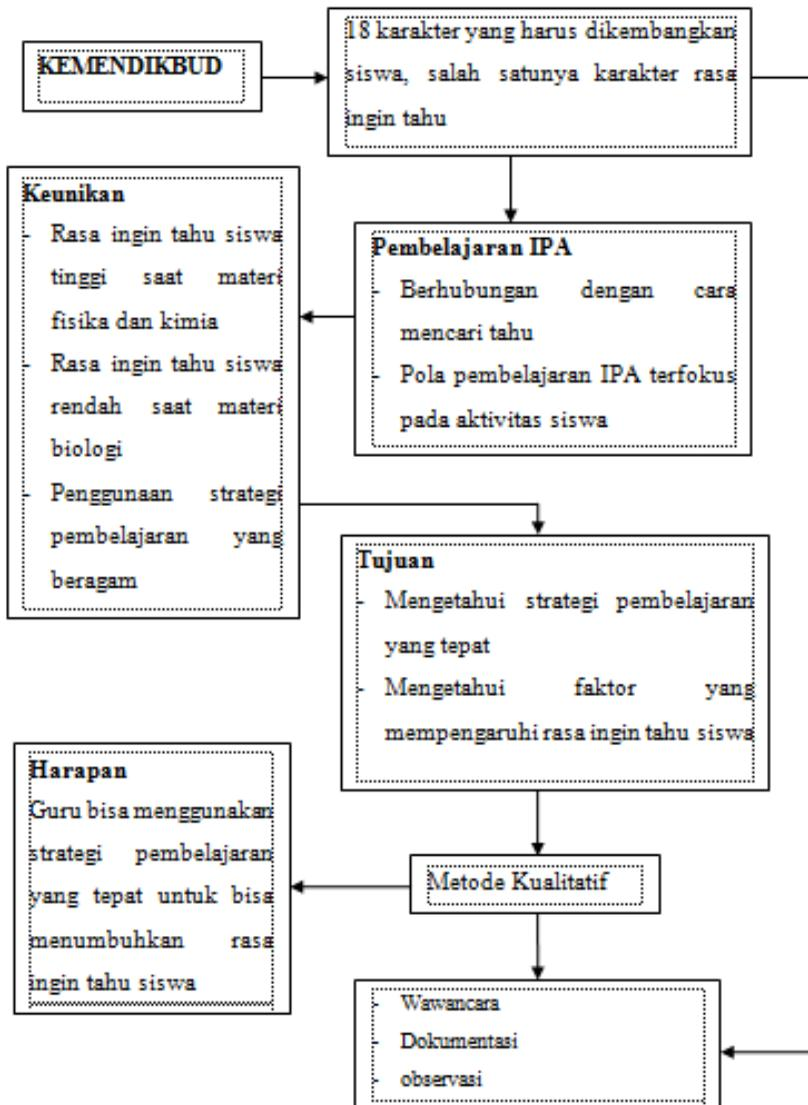 KEMENDIKBUD
18 karakter yang harus dikembangkan
siswa, salah satunya karakter rasa
ingin tahu
Keunikan
- Rasa ingin tahu siswa
tinggi saat materi
fisika dan kimia
- Rasa ingin tahu siswa
rendah saat materi
biologi
- Penggunaan strategi
pembelajaran yang
beragam
Pembelajaran IPA
- Berhubungan dengan cara
mencari tahu
- Pola pembelajaran IPA terfokus
pada aktivitas siswa
Tujuan
- Mengetahui strategi pembelajaran
yang tepat
- Mengetahui faktor yang
mempengaruhi rasa ingin tahu siswa
Harapan
Guru bisa menggunakan
strategi pembelajaran
yang tepat untuk bisa
menumbuhkan rasa
ingin tahu siswa
Metode Kualitatif
- Wawancara
- Dokumentasi
- observasi